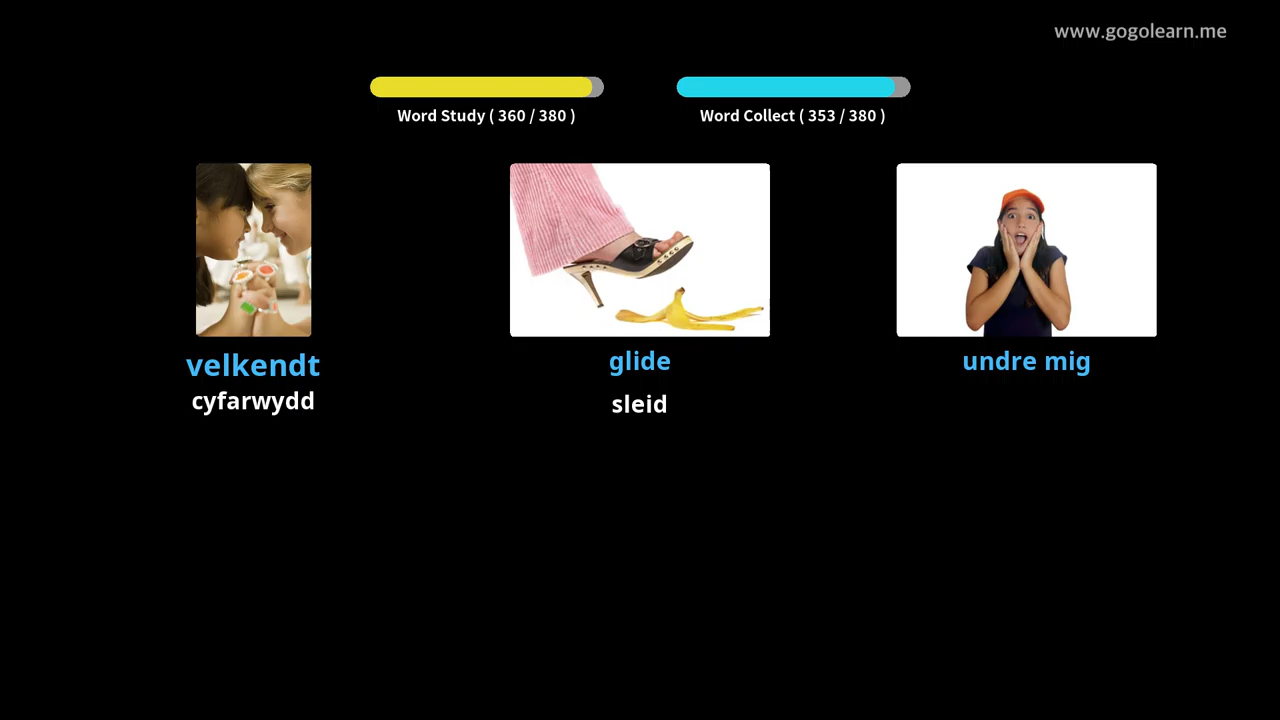 www.gogolearn.me
Word Study ( 360 / 380 )
Word Collect ( 353 / 380 )
velkendt
cyfarwydd
glide
sleid
undre mig